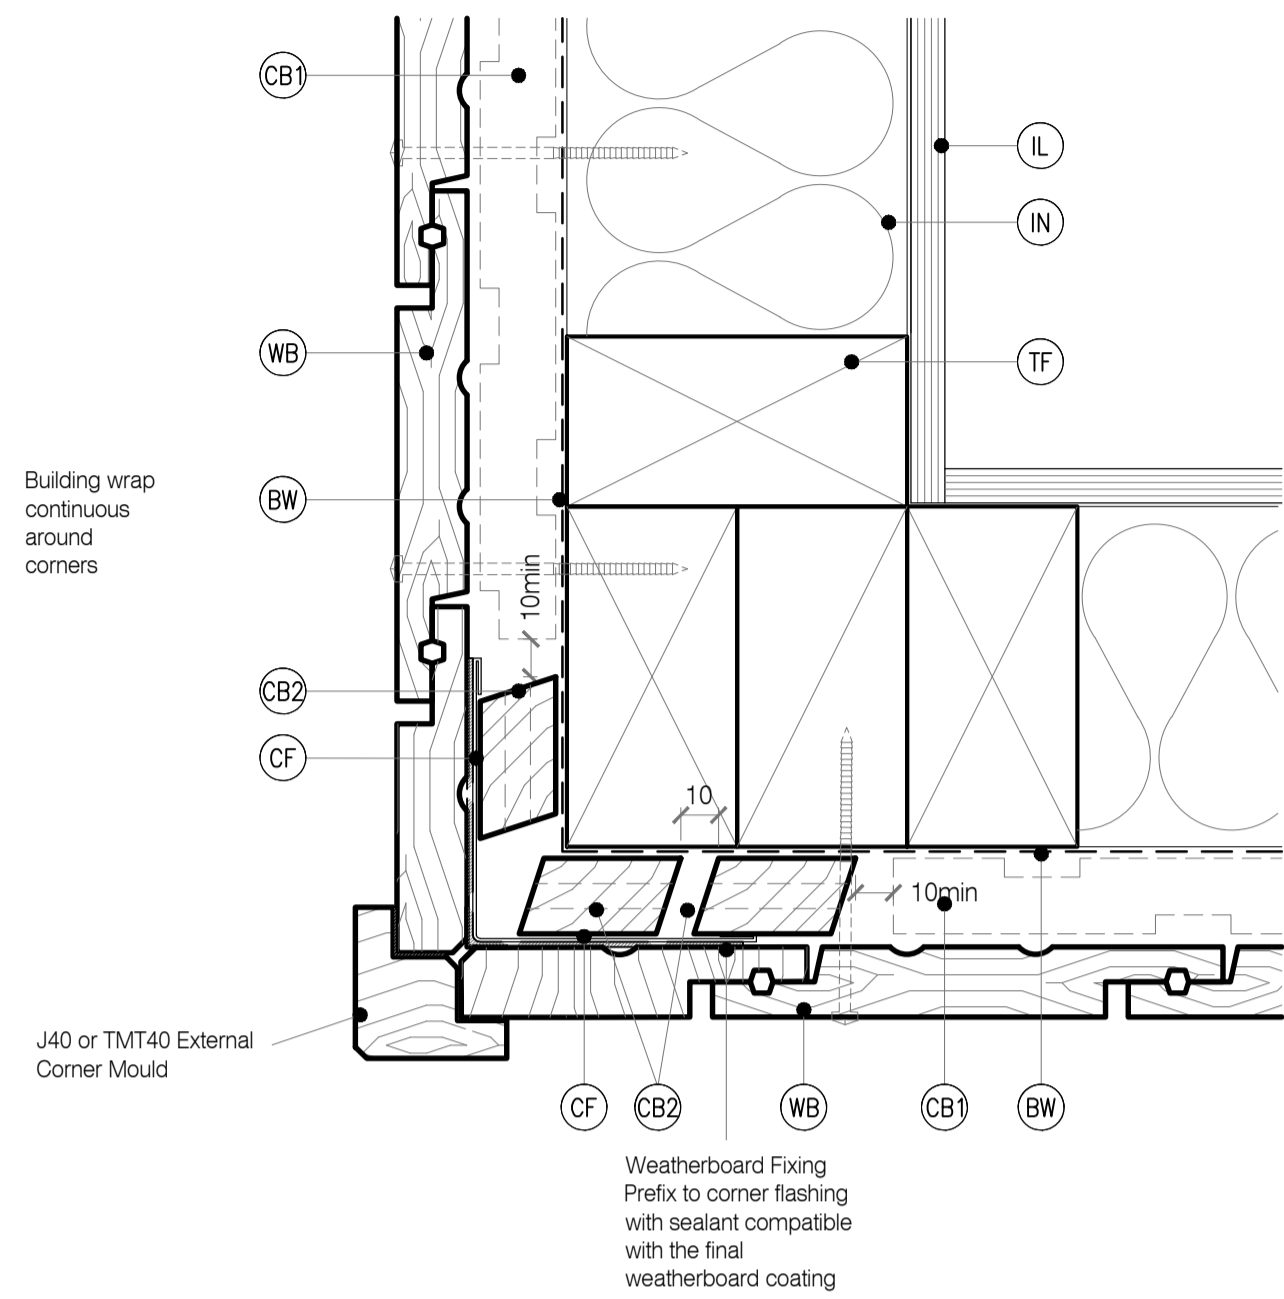 CB1
IL
IN
WB
TF
Building wrap
continuous
around
corners
BW
10min
CB2
CF
10
10min
J40 or TMT40 External
Corner Mould
CF
CB2
WB
CB1
BW
Weatherboard Fixing
Prefix to corner flashing
with sealant compatible
with the final
weatherboard coating